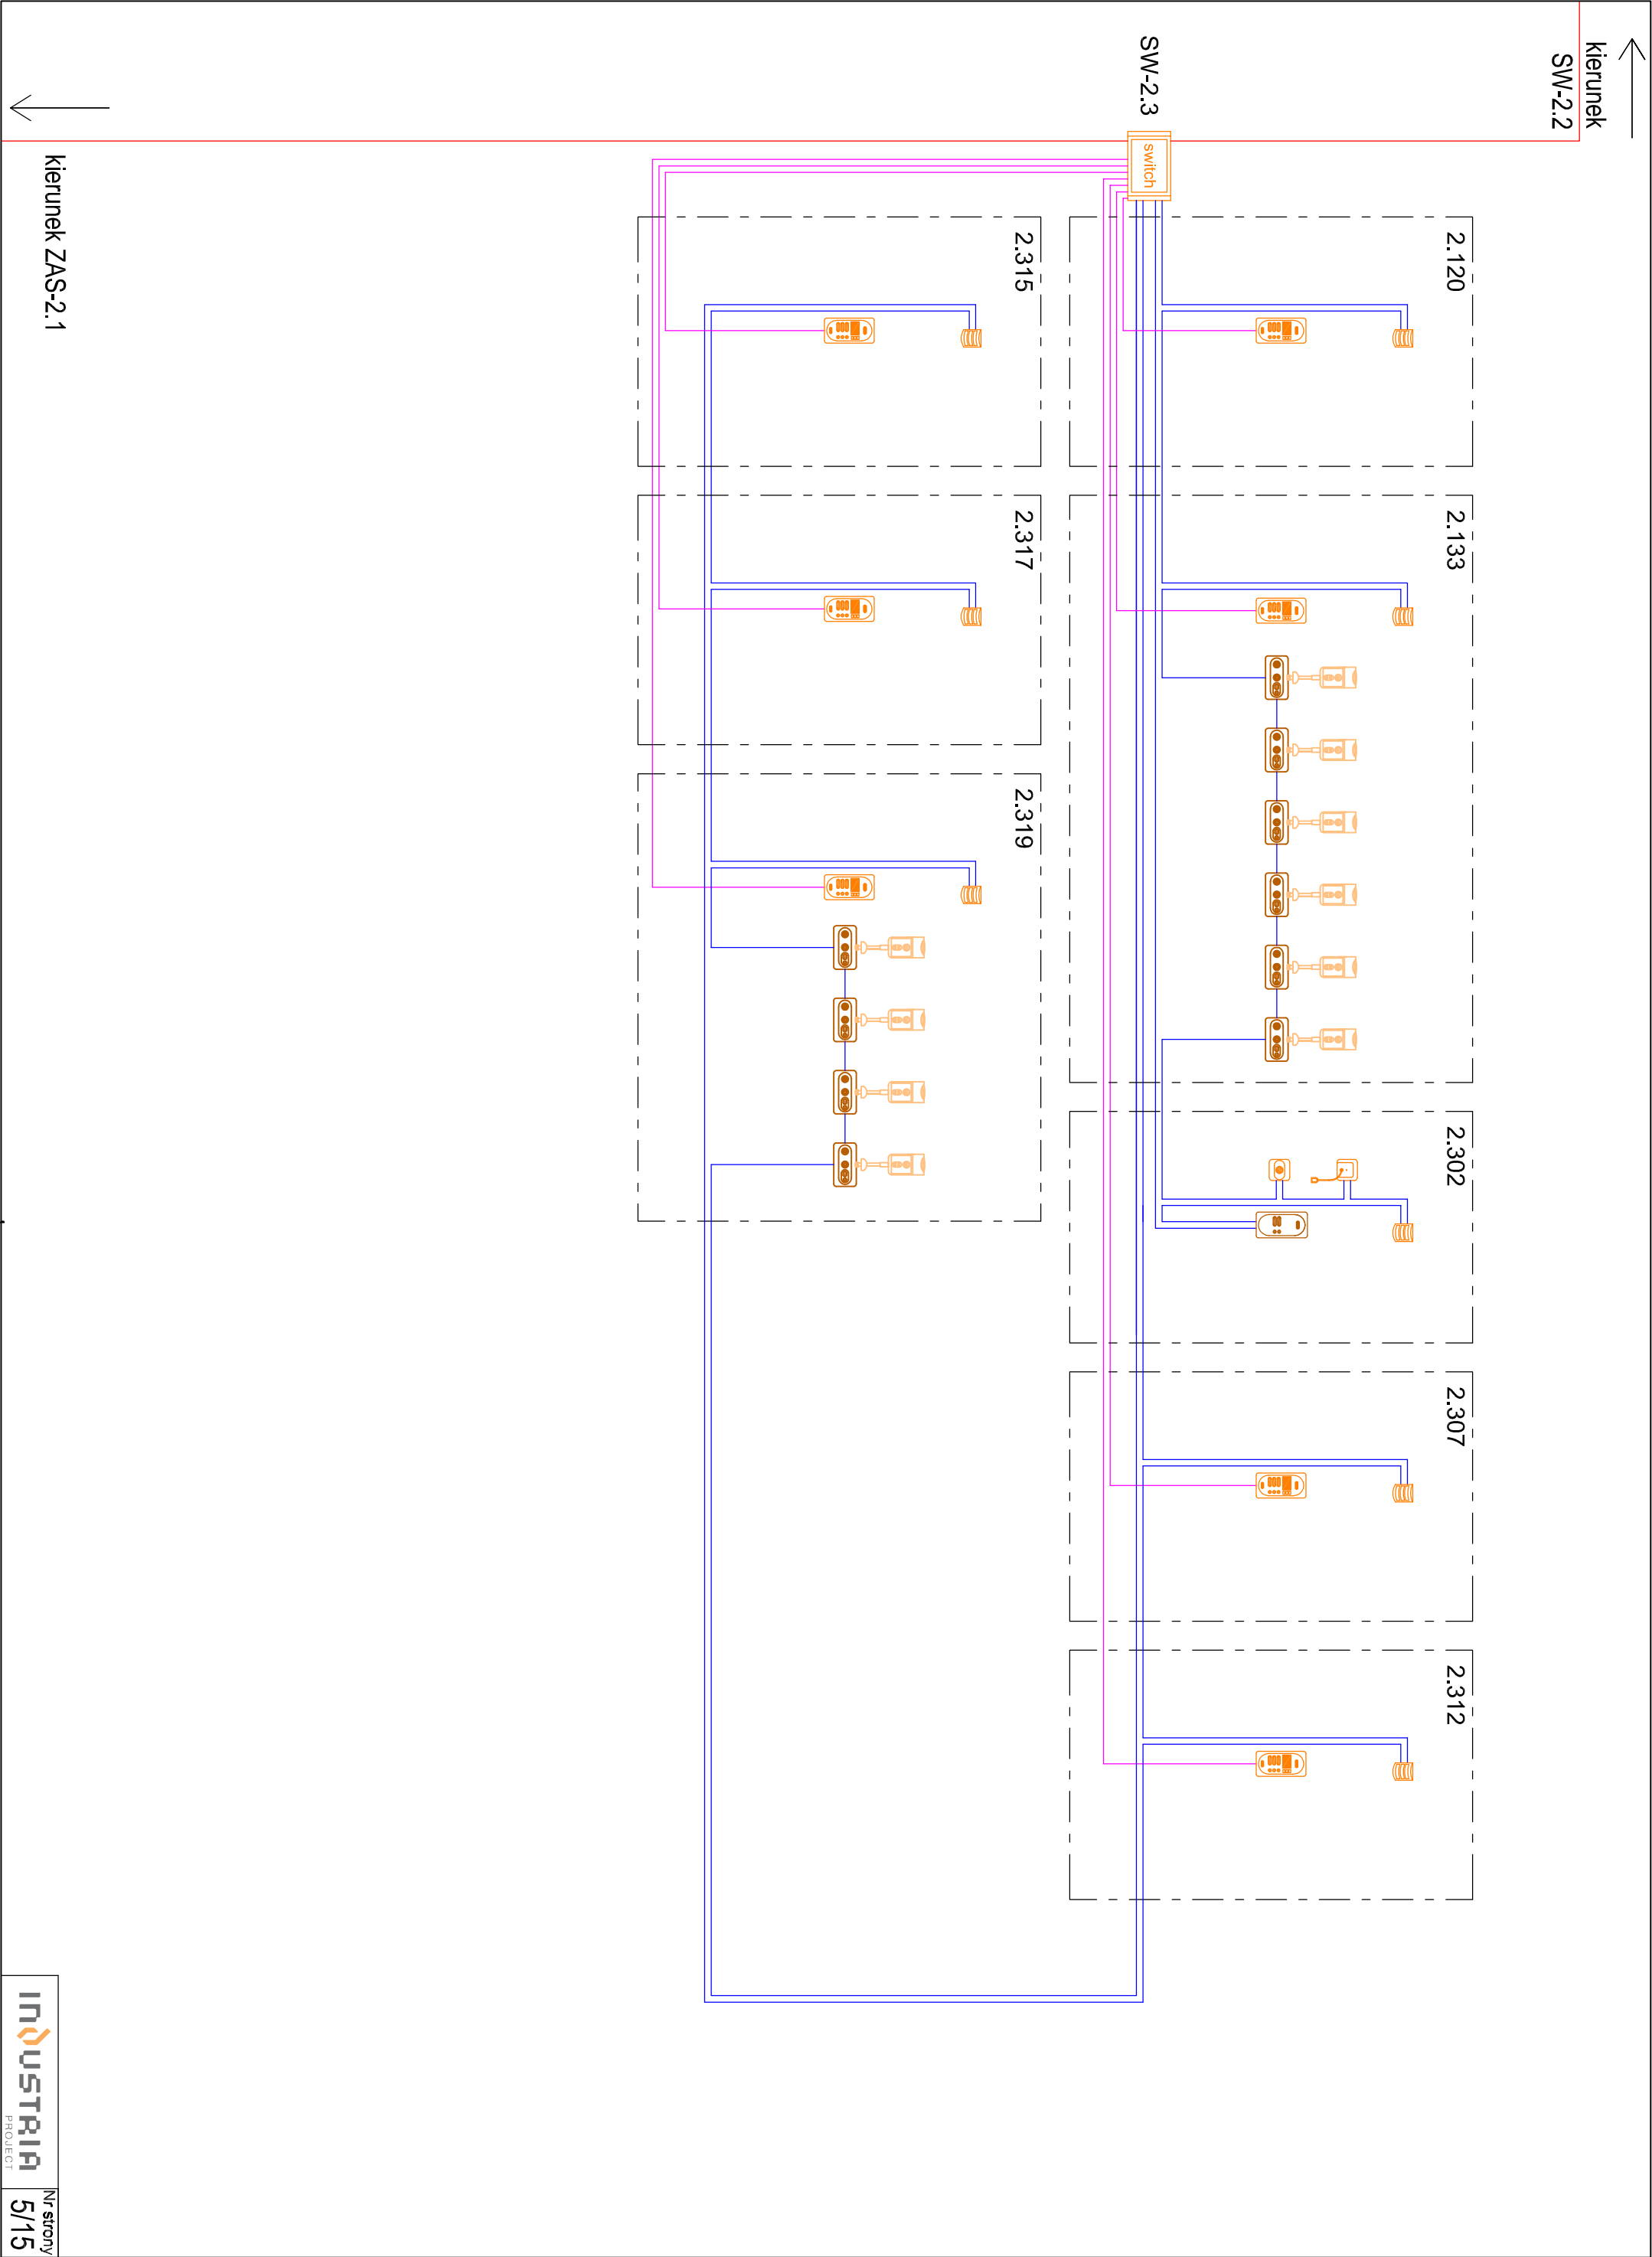 kierunek
SW-2.2
SW-2.3
switch
2.120
2.133
2.302
2.307
2.312
2.315
2.317
2.319
kierunek ZAS-2.1
INDUSTRIA
PROJECT
Nr strony
5/15